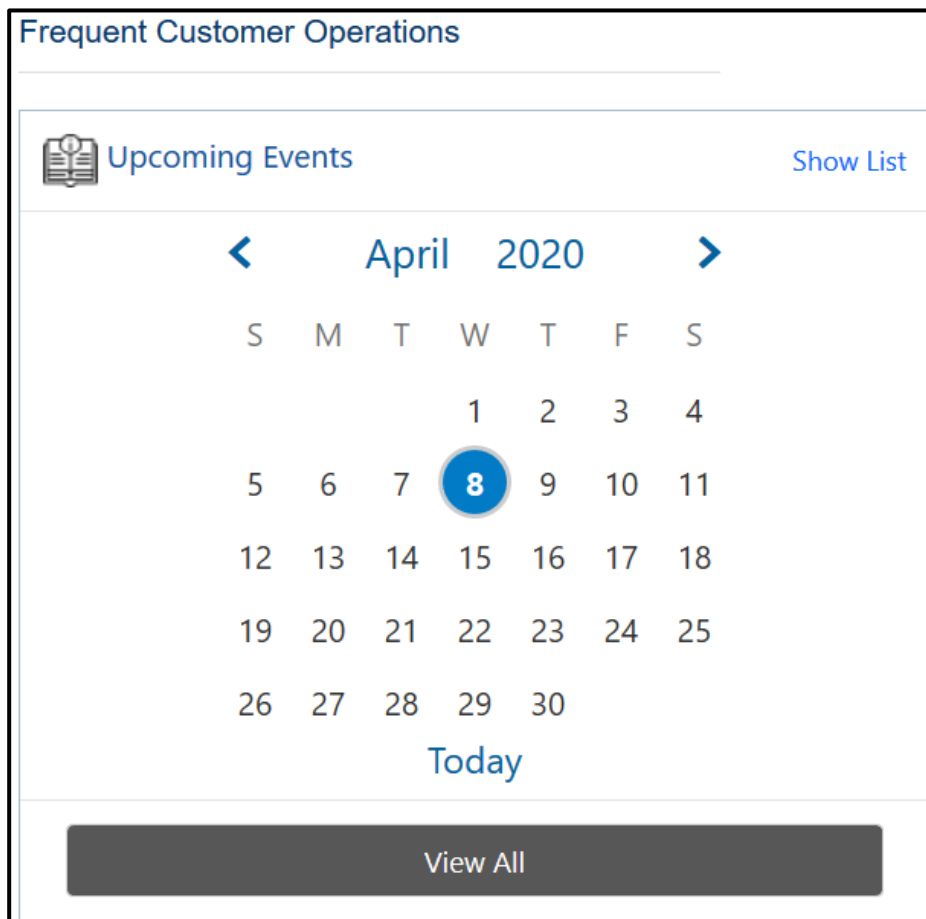 Frequent Customer Operations
Upcoming Events Show List
April 2020
S M T W T F S
1 2 3 4
5 6 7 8 9 10 11
12 13 14 15 16 17 18
19 20 21 22 23 24 25
26 27 28 29 30
Today
View All